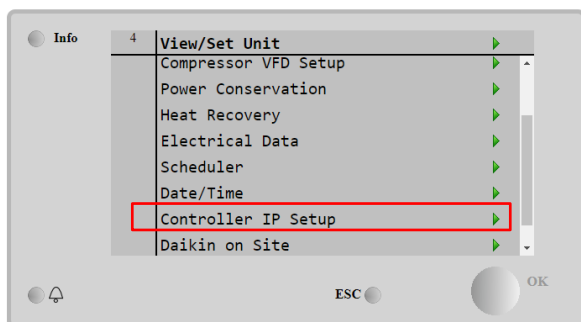 Info
4 View/Set Unit
Compressor VFD Setup
Power Conservation
Heat Recovery
Electrical Data
Scheduler
Date/Time
Controller IP Setup
Daikin on Site
ESC
OK